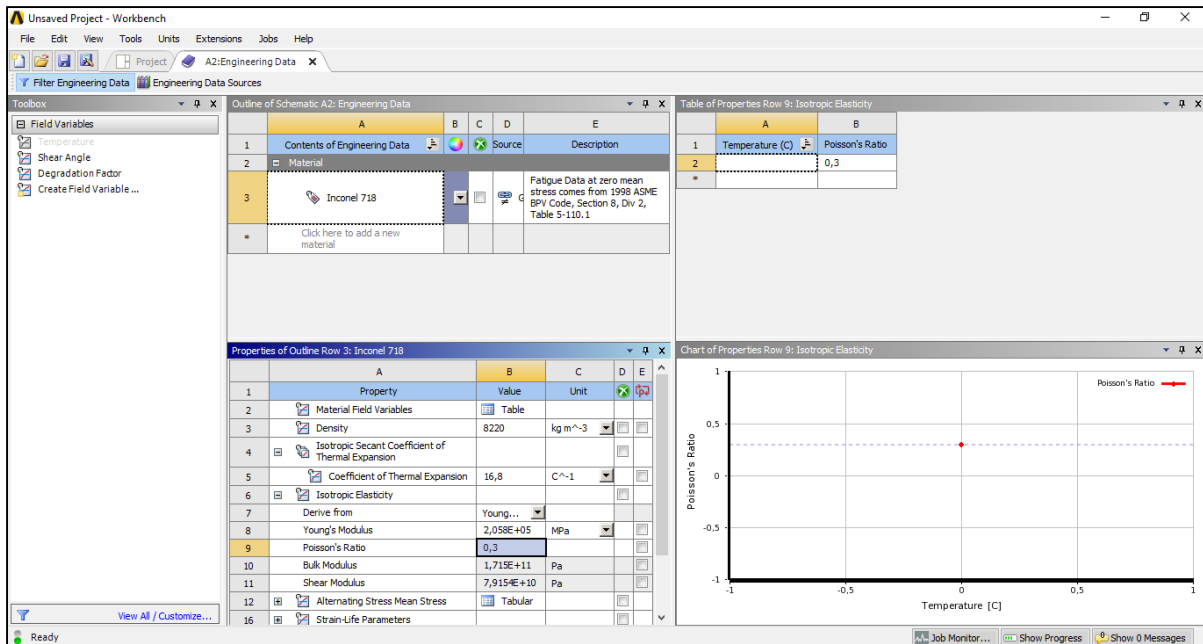 Unsaved Project - Workbench
File Edit View Tools Units Extensions Jobs Help
Project A2:Engineering Data X
Filter Engineering Data Engineering Data Sources
Toolbox
Field Variables
Temperature
Shear Angle
Degradation Factor
Create Field Variable ...
View All / Customize...
Outline of Schematic A2: Engineering Data
A B C D E
1 Contents of Engineering Data Source Description
2 Material
3 Inconel 718 G Fatigue Data at zero mean
stress comes from 1998 ASME
BPV Code, Section 8, Div 2,
Table 5-110.1
* Click here to add a new
material
Table of Properties Row 9: Isotropic Elasticity
A B
1 Temperature (C) Poisson's Ratio
2 0,3
*
Properties of Outline Row 3: Inconel 718
A B C D E
1 Property Value Unit
2 Material Field Variables Table
3 Density 8220 kg m^-3
4 Isotropic Secant Coefficient of
Thermal Expansion
5 Coefficient of Thermal Expansion 16,8 C^-1
6 Isotropic Elasticity
7 Derive from Young...
8 Young's Modulus 2,058E+05 MPa
9 Poisson's Ratio 0,3
10 Bulk Modulus 1,715E+11 Pa
11 Shear Modulus 7,9154E+10 Pa
12 Alternating Stress Mean Stress Tabular
16 Strain-Life Parameters
Chart of Properties Row 9: Isotropic Elasticity
Poisson's Ratio
1
0,5
0
-0,5
-1
Poisson's Ratio
-1 -0,5 0 0,5 1
Temperature [C]
Ready
Job Monitor... Show Progress Show 0 Messages